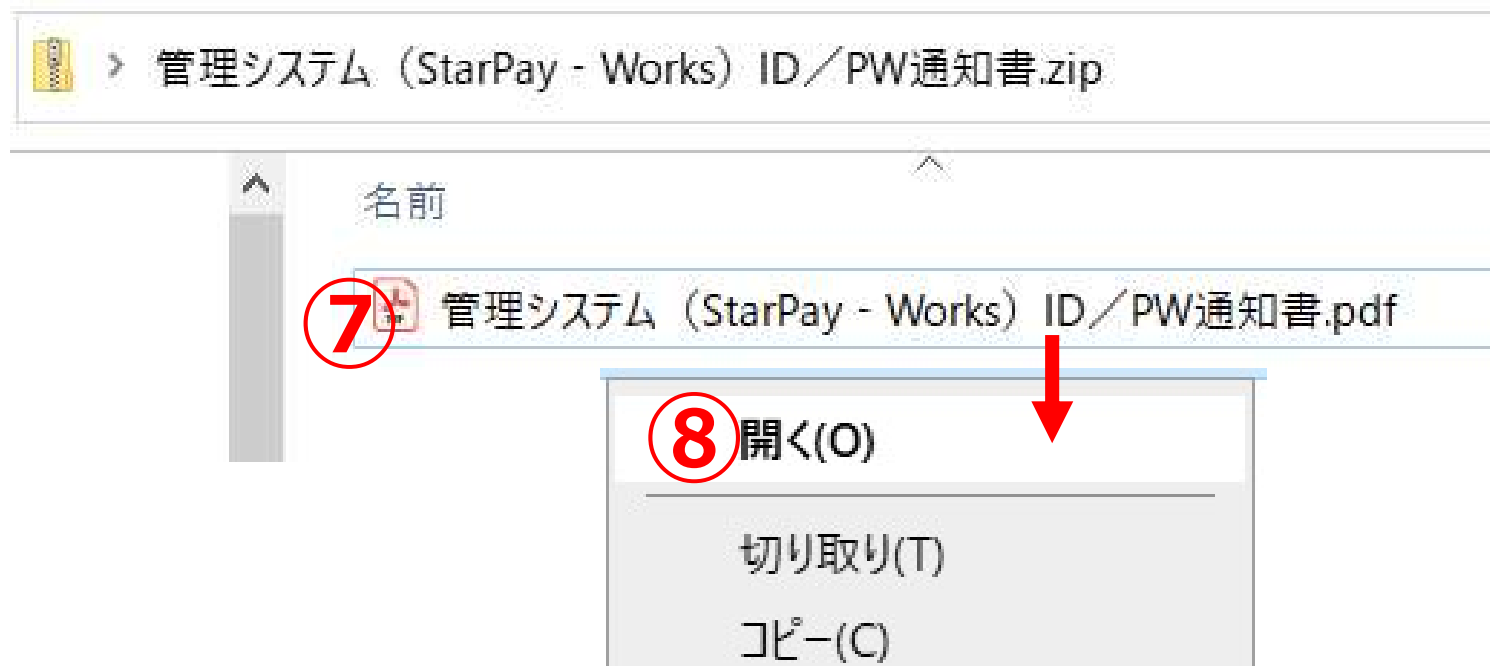 > 管理システム（StarPay - Works）ID／PW通知書.zip
名前
⑦ 管理システム（StarPay - Works）ID／PW通知書.pdf
⑧ 開く(O)
切り取り(T)
コピー(C)